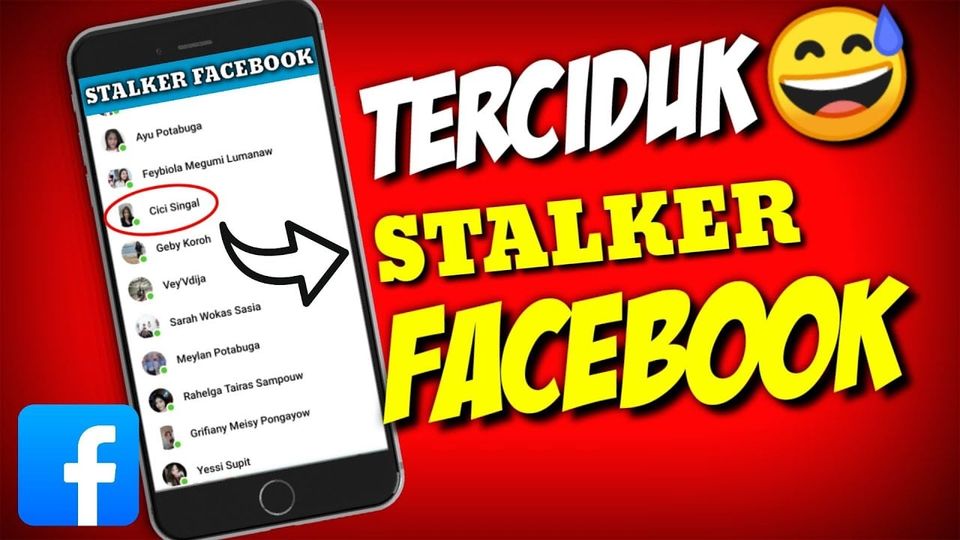 STALKER FACEBOOK
Ayu Potabuga
Feybiola Megumi Lumanaw
Cici Singal
Geby Koroh
Vey'Vdija
Sarah Wokas Sasia
Meylan Potabuga
Rahelga Tairas Sampouw
Grifiany Meisy Pongayow
Yessi Supit
TERCIDUK
STALKER
FACEBOOK
f